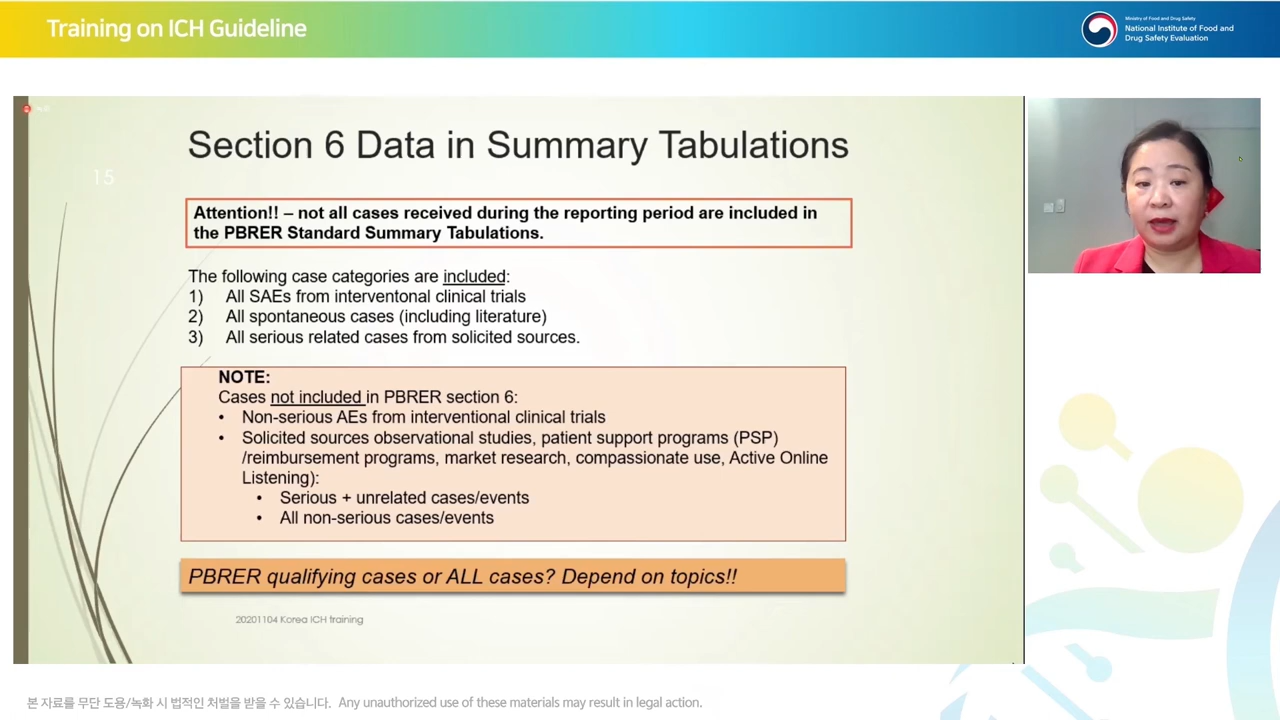 Training on ICH Guideline
Ministry of Food and Drug Safety
National Institute of Food and
Drug Safety Evaluation
Section 6 Data in Summary Tabulations
15
Attention!! – not all cases received during the reporting period are included in
the PBRER Standard Summary Tabulations.
The following case categories are included:
1) All SAEs from interventonal clinical trials
2) All spontaneous cases (including literature)
3) All serious related cases from solicited sources.
NOTE:
Cases not included in PBRER section 6:
• Non-serious AEs from interventional clinical trials
• Solicited sources observational studies, patient support programs (PSP)
/reimbursement programs, market research, compassionate use, Active Online
Listening):
• Serious + unrelated cases/events
• All non-serious cases/events
PBRER qualifying cases or ALL cases? Depend on topics!!
20201104 Korea ICH training
본 자료를 무단 도용/녹화 시 법적인 처벌을 받을 수 있습니다. Any unauthorized use of these materials may result in legal action.